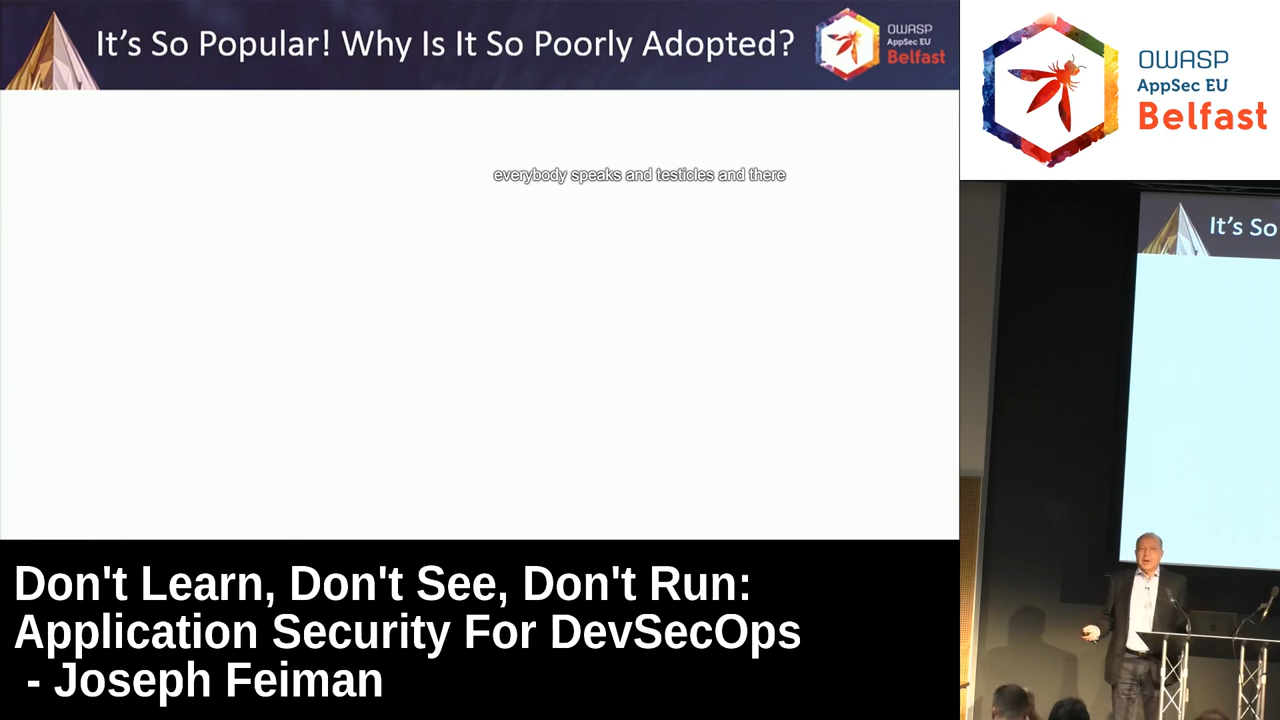 It's So Popular! Why Is It So Poorly Adopted?
OWASP
AppSec EU
Belfast
OWASP
AppSec EU
Belfast
everybody speaks and testicles and there
It's So
Don't Learn, Don't See, Don't Run:
Application Security For DevSecOps
- Joseph Feiman